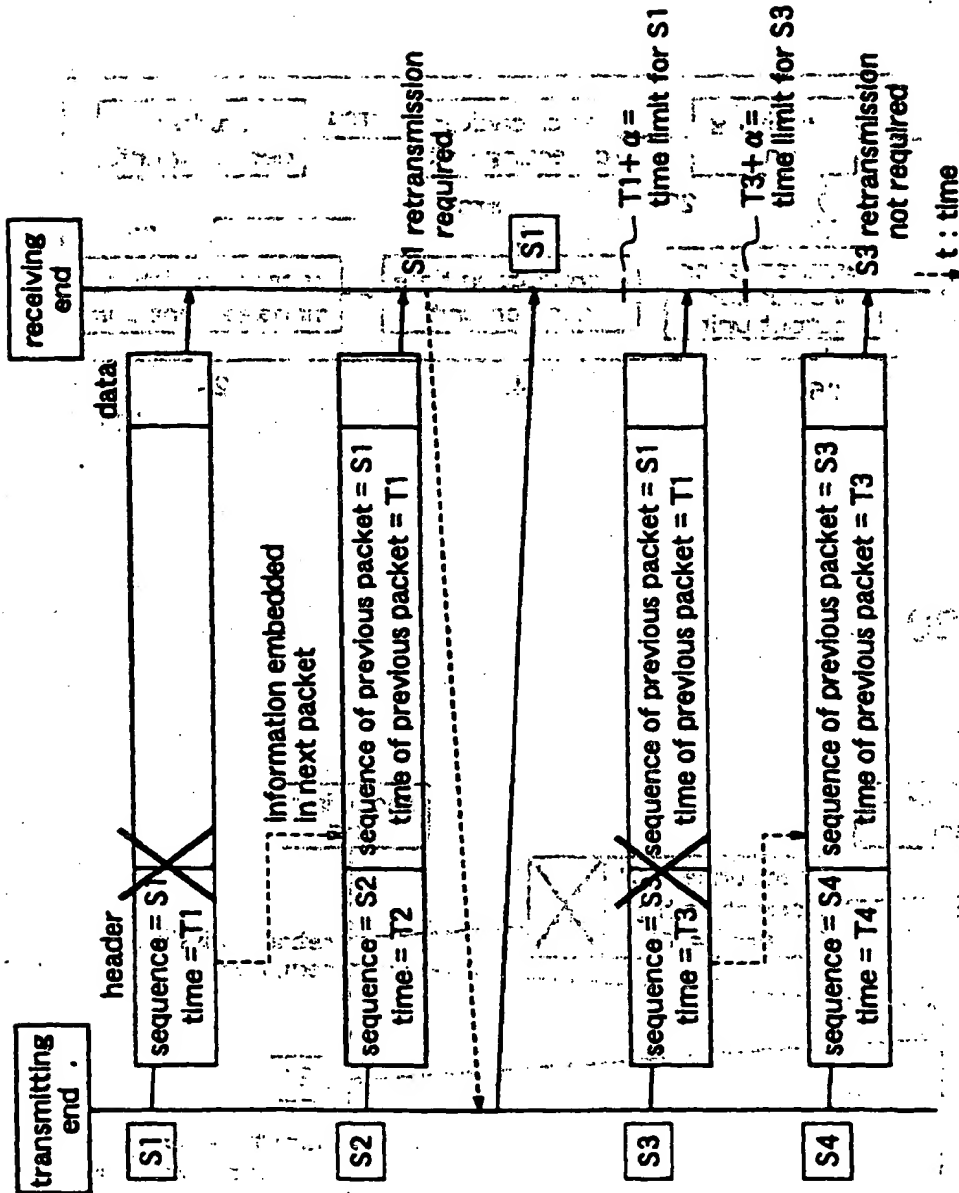 transmitting
end
receiving
end
header
data
S1
sequence = S1
time = T1
Information embedded
in next packet
S2
sequence = S2
time = T2
sequence of previous packet = S1
time of previous packet = T1
S1 retransmission
required
S1
T1 + α =
time limit for S1
S3
sequence = S3
time = T3
sequence of previous packet = S1
time of previous packet = T1
T3 + α =
time limit for S3
S4
sequence = S4
time = T4
sequence of previous packet = S3
time of previous packet = T3
S3 retransmission
not required
t : time